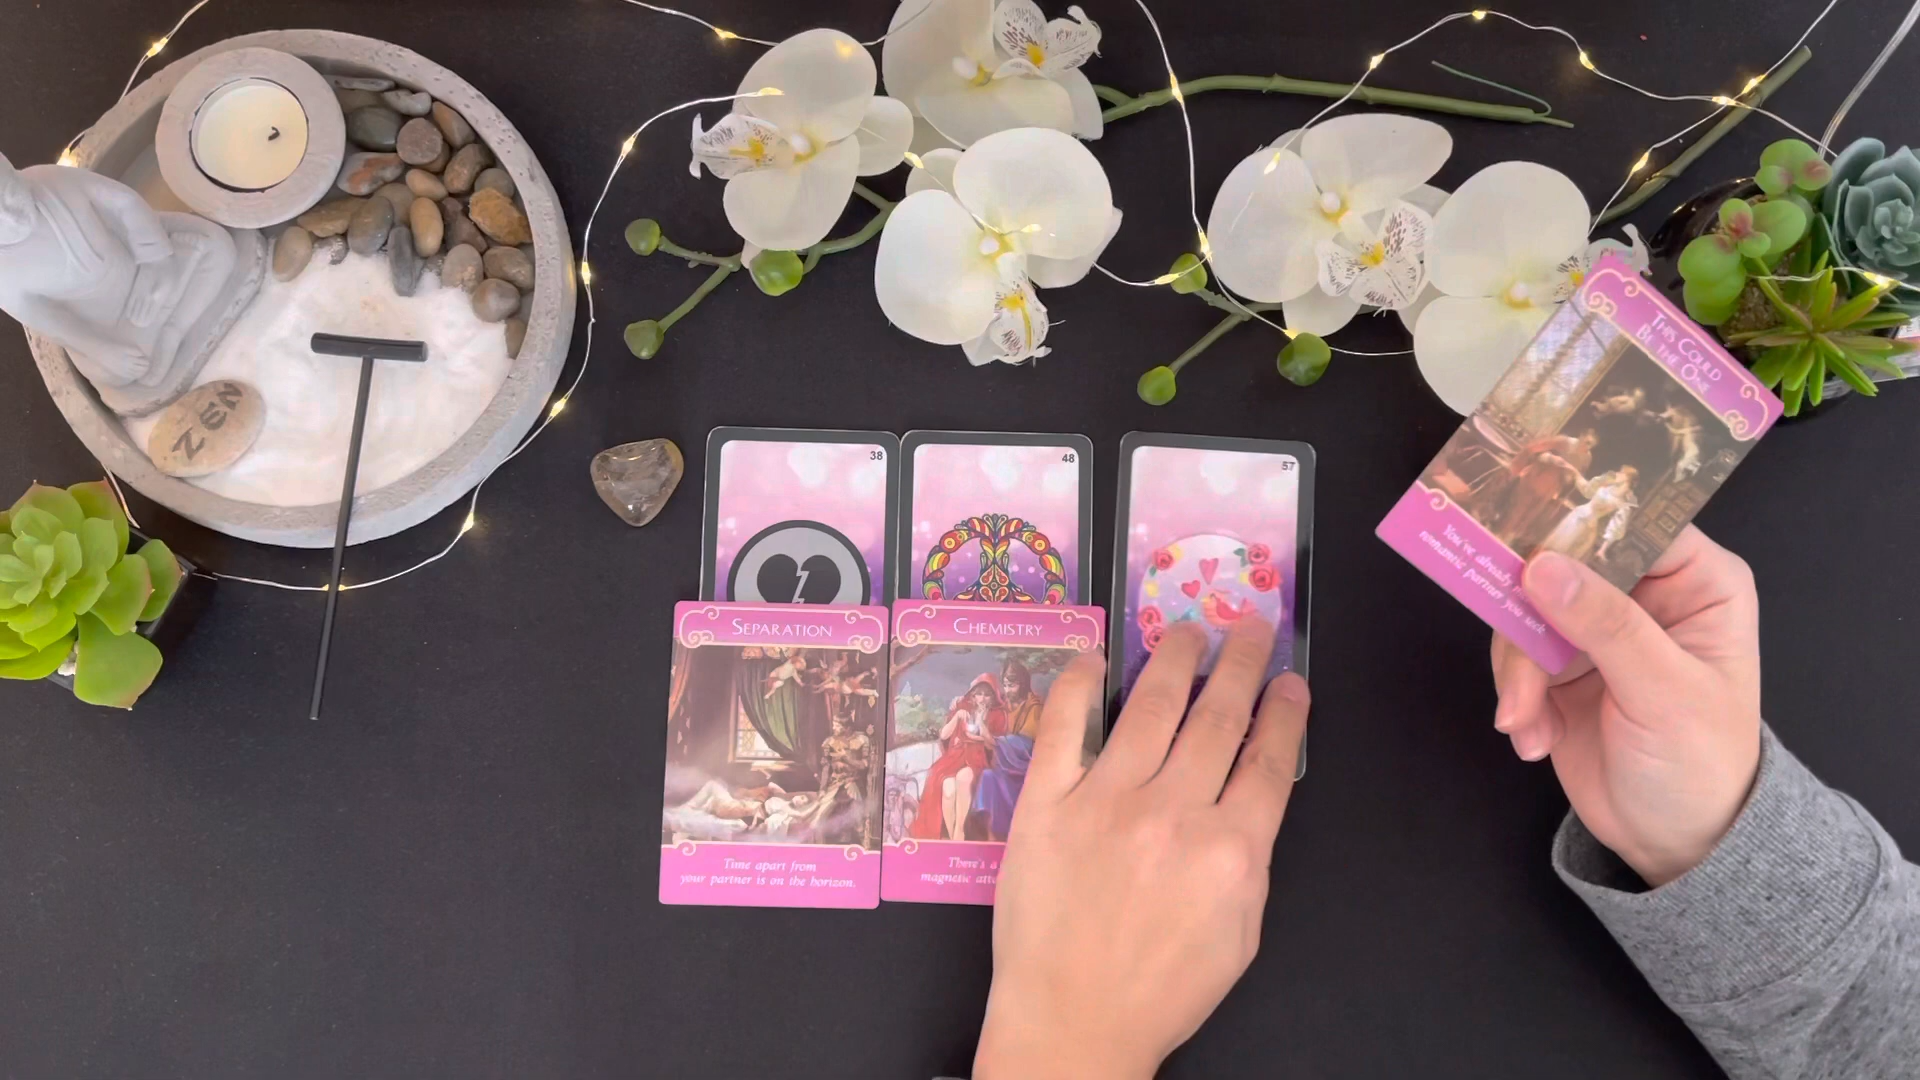 ZEN
38
48
57
THIS COULD
BE THE ONE
You've already
romantic partner you seek
SEPARATION
CHEMISTRY
Time apart from
your partner is on the horizon.
There's a
magnetic